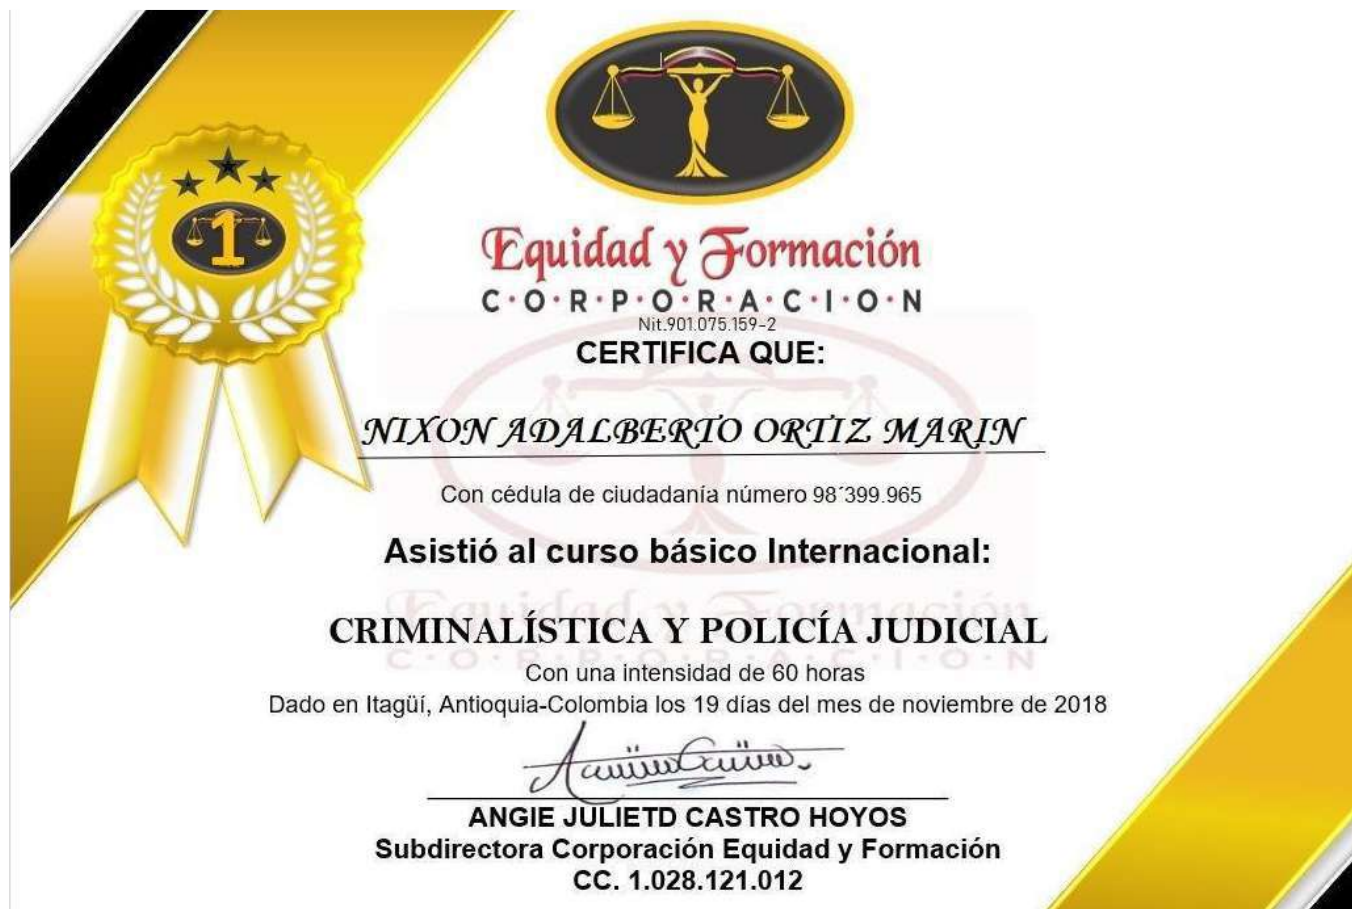 1
Equidad y Formación
C·O·R·P·O·R·A·C·I·O·N
Nit.901.075.159-2
CERTIFICA QUE:
NIXON ADALBERTO ORTIZ MARIN
Con cédula de ciudadanía número 98´399.965
Asistió al curso básico Internacional:
Equidad y Formación
CRIMINALÍSTICA Y POLICÍA JUDICIAL
C·O·R·P·O·R·A·C·I·O·N
Con una intensidad de 60 horas
Dado en Itagüí, Antioquia-Colombia los 19 días del mes de noviembre de 2018
ANGIE JULIETD CASTRO HOYOS
Subdirectora Corporación Equidad y Formación
CC. 1.028.121.012